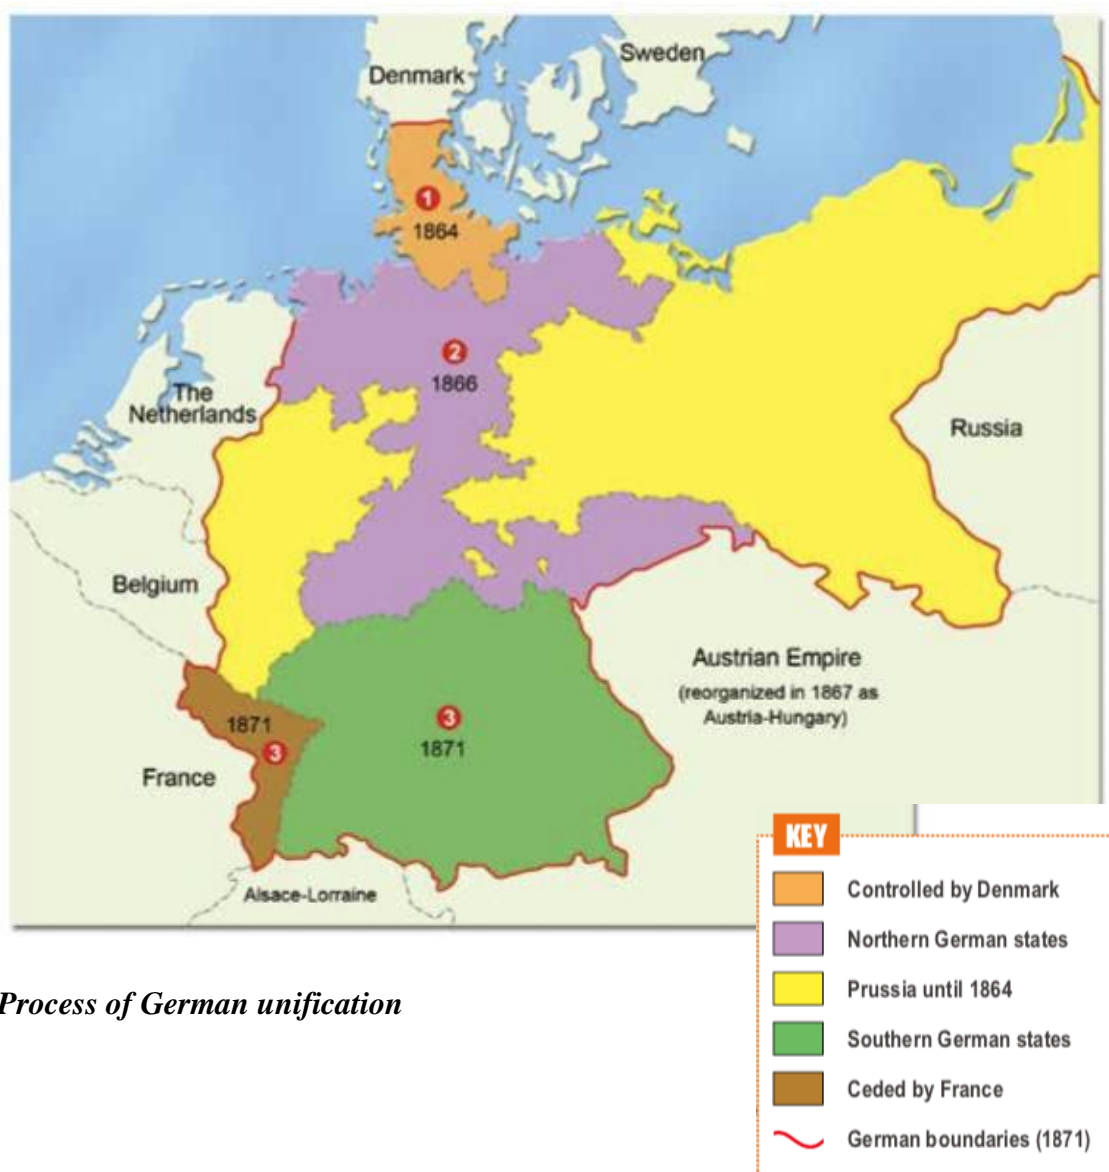 Sweden
Denmark
1
1864
2
1866
The
Netherlands
Russia
Belgium
Austrian Empire
(reorganized in 1867 as
Austria-Hungary)
1871
3
3
1871
France
Alsace-Lorraine
KEY
Controlled by Denmark
Northern German states
Prussia until 1864
Southern German states
Ceded by France
German boundaries (1871)
Process of German unification